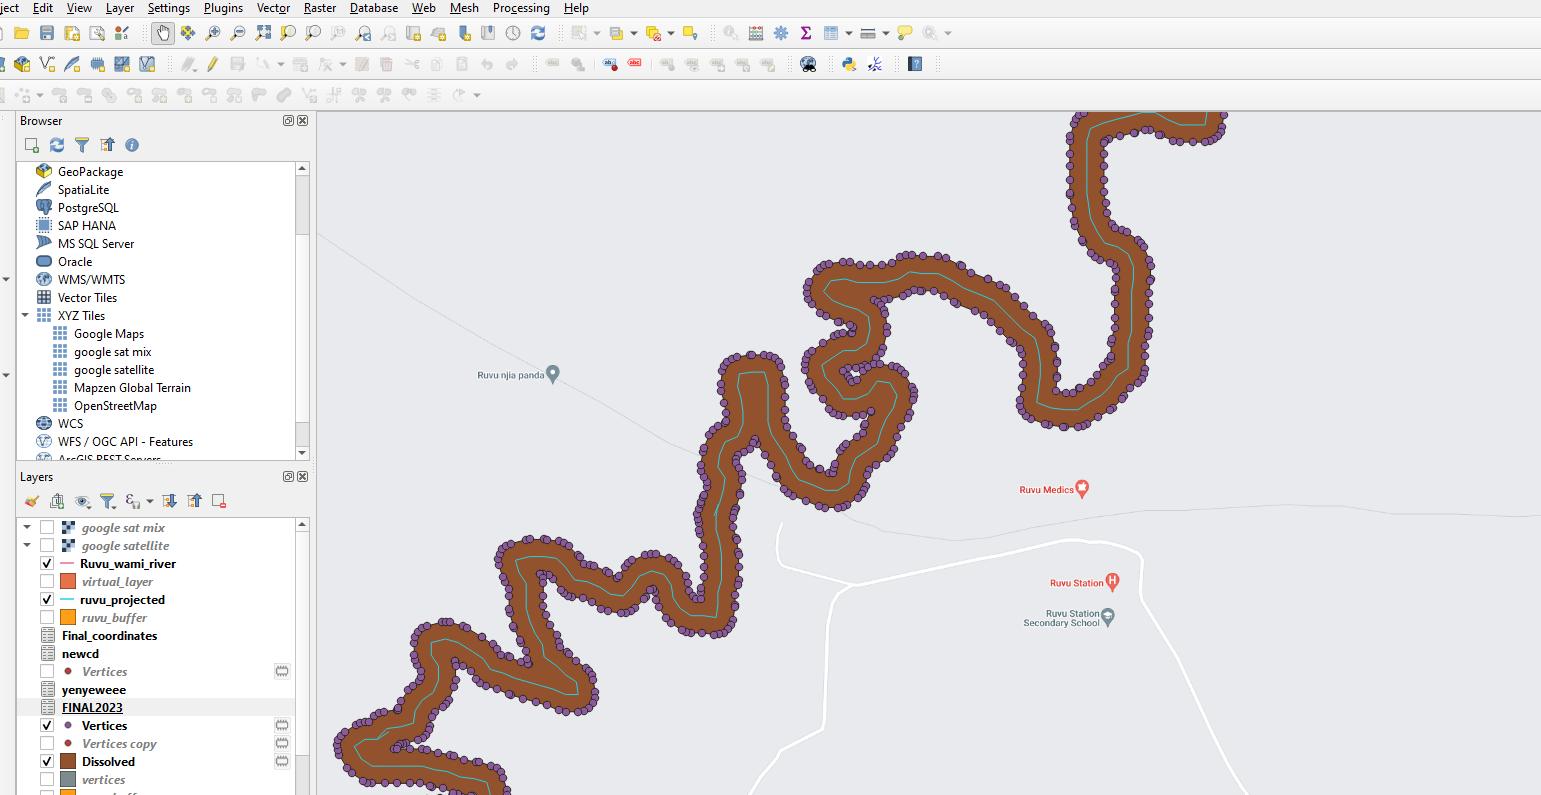 ject Edit View Layer Settings Plugins Vector Raster Database Web Mesh Processing Help
Browser
GeoPackage
SpatiaLite
PostgreSQL
SAP HANA
MS SQL Server
Oracle
WMS/WMTS
Vector Tiles
XYZ Tiles
Google Maps
google sat mix
google satellite
Mapzen Global Terrain
OpenStreetMap
WCS
WFS / OGC API - Features
ArcGIS REST Servers
Layers
google sat mix
google satellite
Ruvu_wami_river
virtual_layer
ruvu_projected
ruvu_buffer
Final_coordinates
newcd
Vertices
yenyeweee
FINAL2023
Vertices
Vertices copy
Dissolved
vertices
Ruvu njia panda
Ruvu Medics
Ruvu Station
Ruvu Station
Secondary School